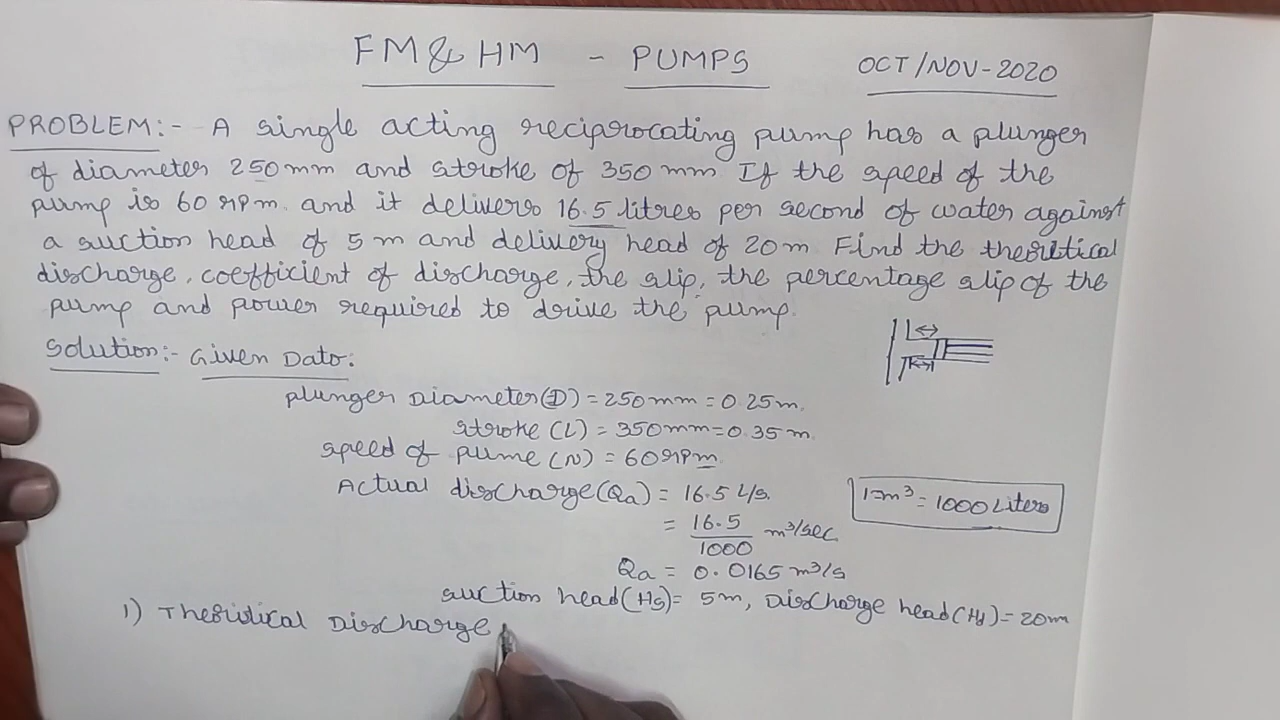 FM & HM - PUMPS OCT/NOV-2020
PROBLEM:- A single acting reciprocating pump has a plunger
of diameter 250mm and stroke of 350 mm If the speed of the
pump is 60 rpm. and it delivers 16.5 litres per second of water against
a suction head of 5 m and delivery head of 20m Find the theoritical
discharge, coefficient of discharge, the slip, the percentage slip of the
pump and power required to drive the pump.
Solution:- Given Data:
plunger Diameter(D) = 250mm = 0.25m.
stroke (L) = 350mm = 0.35 m.
speed of pume (N) = 60rpm.
Actual discharge(Qa) = 16.5 L/s.
1-m³ = 1000 Liters
= 16.5/1000 m³/sec.
Qa = 0.0165 m³/s
suction head(Hs) = 5m, Discharge head(Hd) = 20m
1) Theritical Discharge